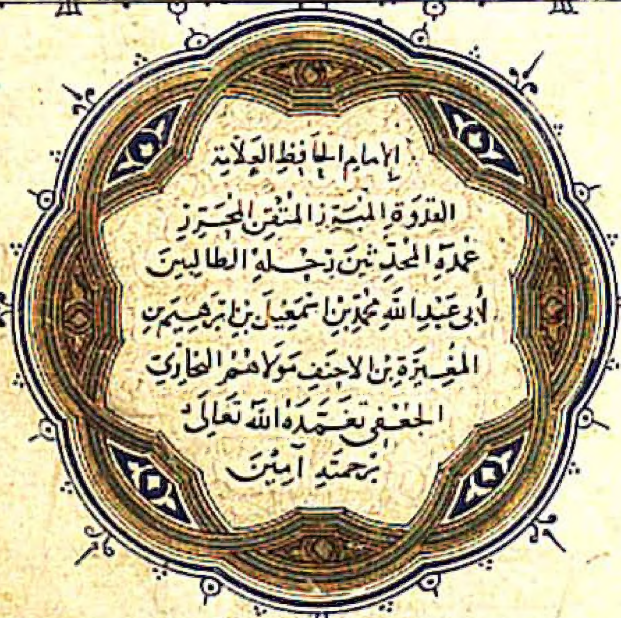 الإمام الحافظ العلامة
القدوة المبرز المتقن المحرز
عمدة المحدثين رحلة الطالبين
أبي عبد الله محمد بن اسمعيل بن ابرهيم بن
المغيرة بن الاحنف مولاهم البخاري
الجعفي تغمده الله تعالى
برحمته آمين